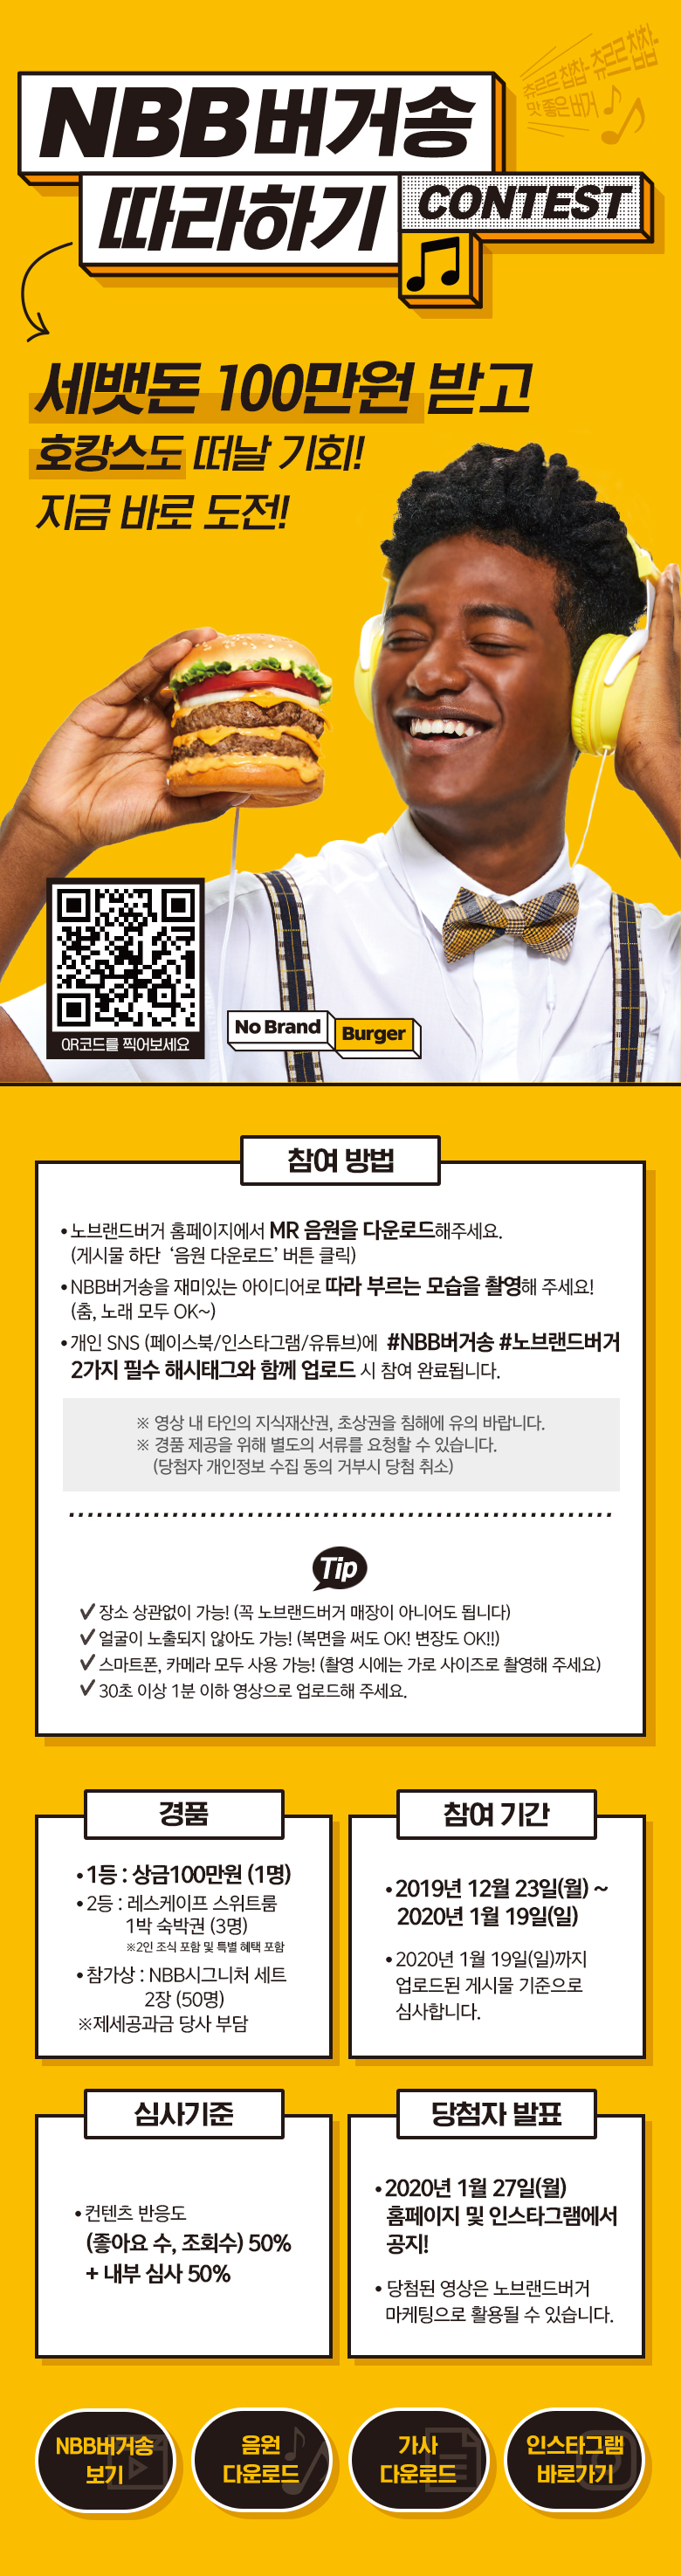 츄르르 찹찹- 츄르르 찹찹-
맛 좋은 버거
NBB버거송
따라하기
CONTEST
세뱃돈 100만원 받고
호캉스도 떠날 기회!
지금 바로 도전!
QR코드를 찍어보세요
No Brand
Burger
참여 방법
• 노브랜드버거 홈페이지에서 MR 음원을 다운로드해주세요.
(게시물 하단 ‘음원 다운로드’ 버튼 클릭)
• NBB버거송을 재미있는 아이디어로 따라 부르는 모습을 촬영해 주세요!
(춤, 노래 모두 OK~)
• 개인 SNS (페이스북/인스타그램/유튜브)에 #NBB버거송 #노브랜드버거
2가지 필수 해시태그와 함께 업로드 시 참여 완료됩니다.
※ 영상 내 타인의 지식재산권, 초상권을 침해에 유의 바랍니다.
※ 경품 제공을 위해 별도의 서류를 요청할 수 있습니다.
(당첨자 개인정보 수집 동의 거부시 당첨 취소)
Tip
✓ 장소 상관없이 가능! (꼭 노브랜드버거 매장이 아니어도 됩니다)
✓ 얼굴이 노출되지 않아도 가능! (복면을 써도 OK! 변장도 OK!!)
✓ 스마트폰, 카메라 모두 사용 가능! (촬영 시에는 가로 사이즈로 촬영해 주세요)
✓ 30초 이상 1분 이하 영상으로 업로드해 주세요.
경품
• 1등 : 상금100만원 (1명)
• 2등 : 레스케이프 스위트룸
1박 숙박권 (3명)
※2인 조식 포함 및 특별 혜택 포함
• 참가상 : NBB시그니처 세트
2장 (50명)
※제세공과금 당사 부담
참여 기간
• 2019년 12월 23일(월) ~
2020년 1월 19일(일)
• 2020년 1월 19일(일)까지
업로드된 게시물 기준으로
심사합니다.
심사기준
• 컨텐츠 반응도
(좋아요 수, 조회수) 50%
+ 내부 심사 50%
당첨자 발표
• 2020년 1월 27일(월)
홈페이지 및 인스타그램에서
공지!
• 당첨된 영상은 노브랜드버거
마케팅으로 활용될 수 있습니다.
NBB버거송
보기
음원
다운로드
가사
다운로드
인스타그램
바로가기